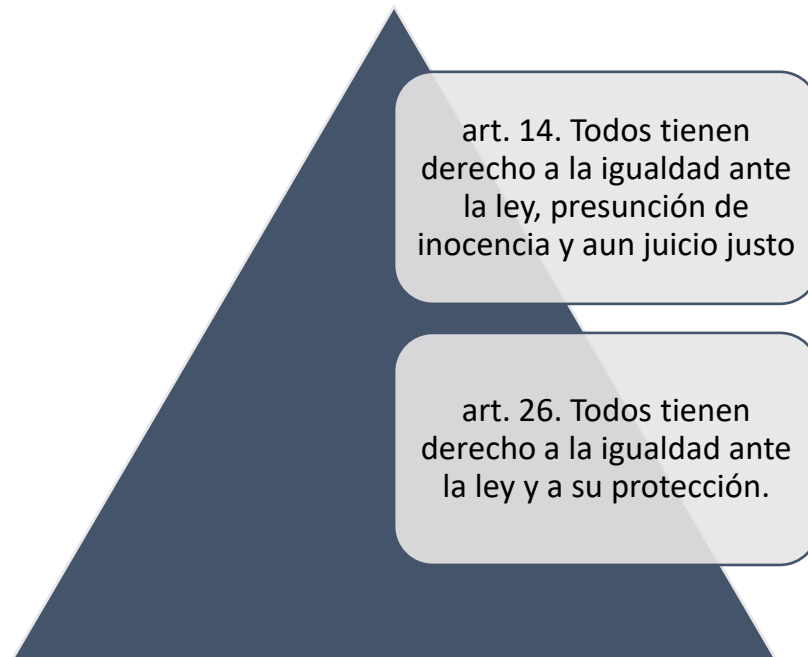 art. 14. Todos tienen
derecho a la igualdad ante
la ley, presunción de
inocencia y aun juicio justo
art. 26. Todos tienen
derecho a la igualdad ante
la ley y a su protección.